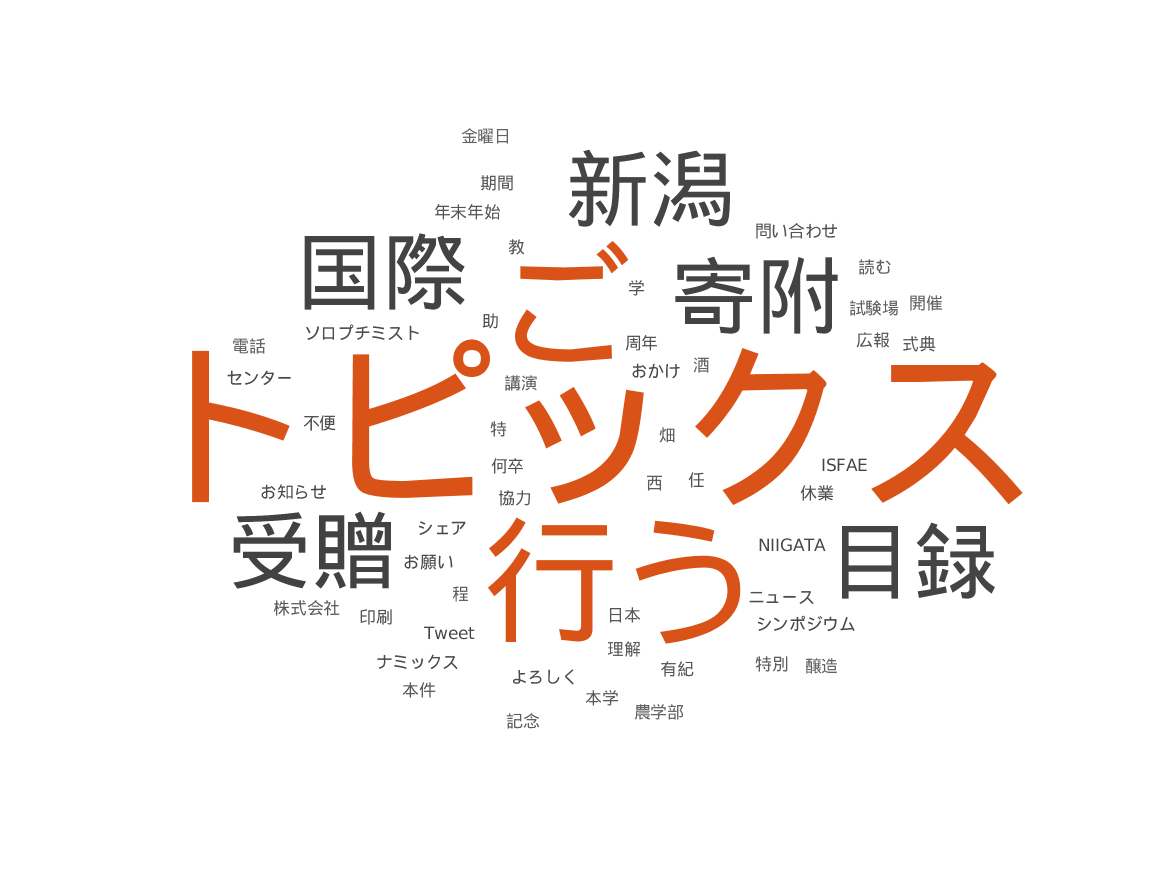 金曜日
新潟
期間
年末年始
問い合わせ
国際
教
ご
寄附
読む
学
試験場
開催
助
ソロプチミスト
電話
周年
広報
式典
センター
トピックス
おかけ
酒
講演
不便
特
畑
何卒
ISFAE
西
任
お知らせ
協力
休業
受贈
シェア
行う
目録
お願い
NIIGATA
程
ニュース
株式会社
印刷
日本
シンポジウム
Tweet
理解
ナミックス
有紀
特別
醸造
よろしく
本件
本学
農学部
記念